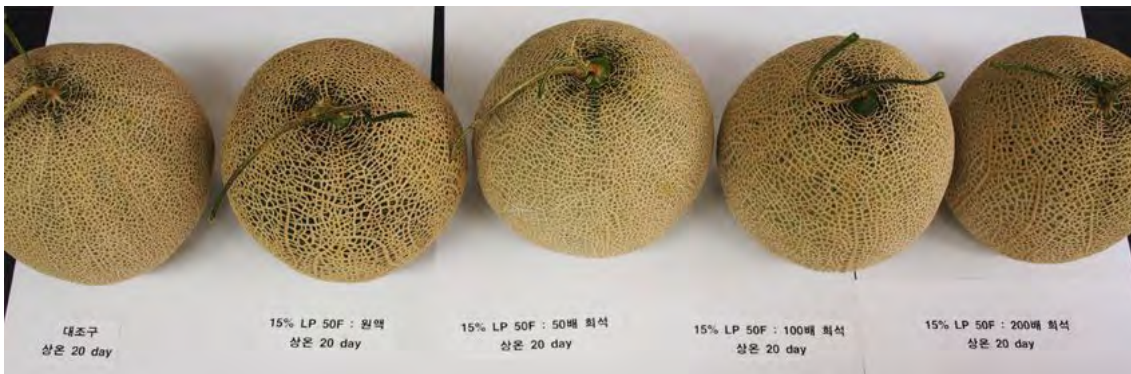 대조구
상온 20 day
15% LP 50F : 원액
상온 20 day
15% LP 50F : 50배 희석
상온 20 day
15% LP 50F : 100배 희석
상온 20 day
15% LP 50F : 200배 희석
상온 20 day